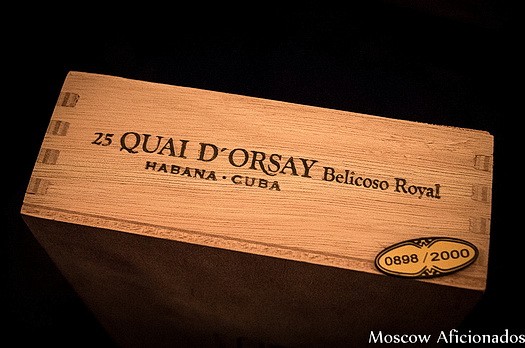 25 QUAI D´ORSAY Belicoso Royal
HABANA · CUBA
0898 / 2000
Moscow Aficionados